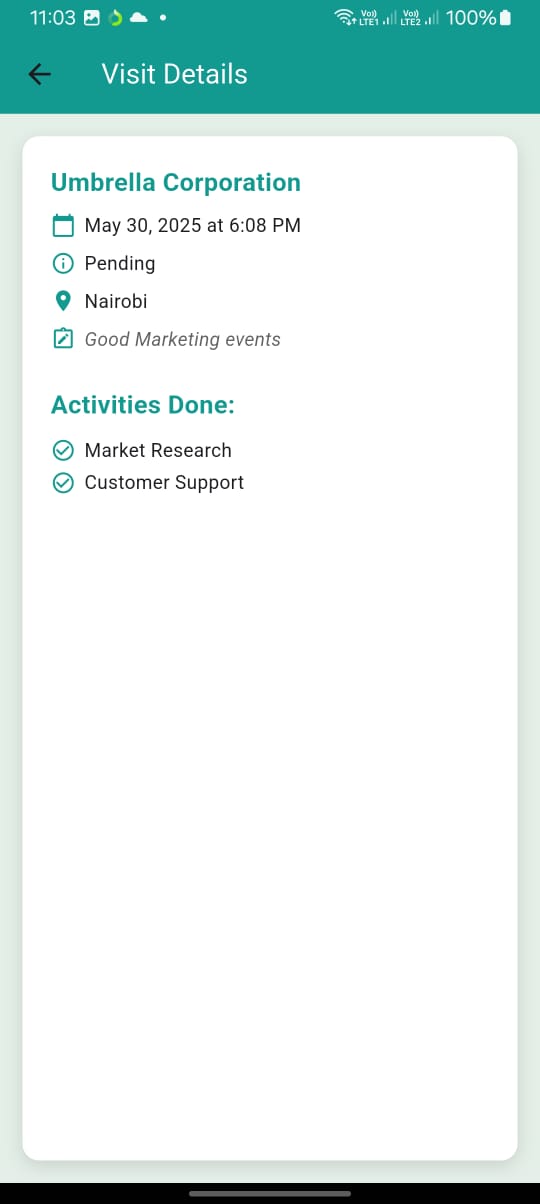 11:03 Vo)) LTE1 Vo)) LTE2 100%
Visit Details
Umbrella Corporation
May 30, 2025 at 6:08 PM
Pending
Nairobi
Good Marketing events
Activities Done:
Market Research
Customer Support